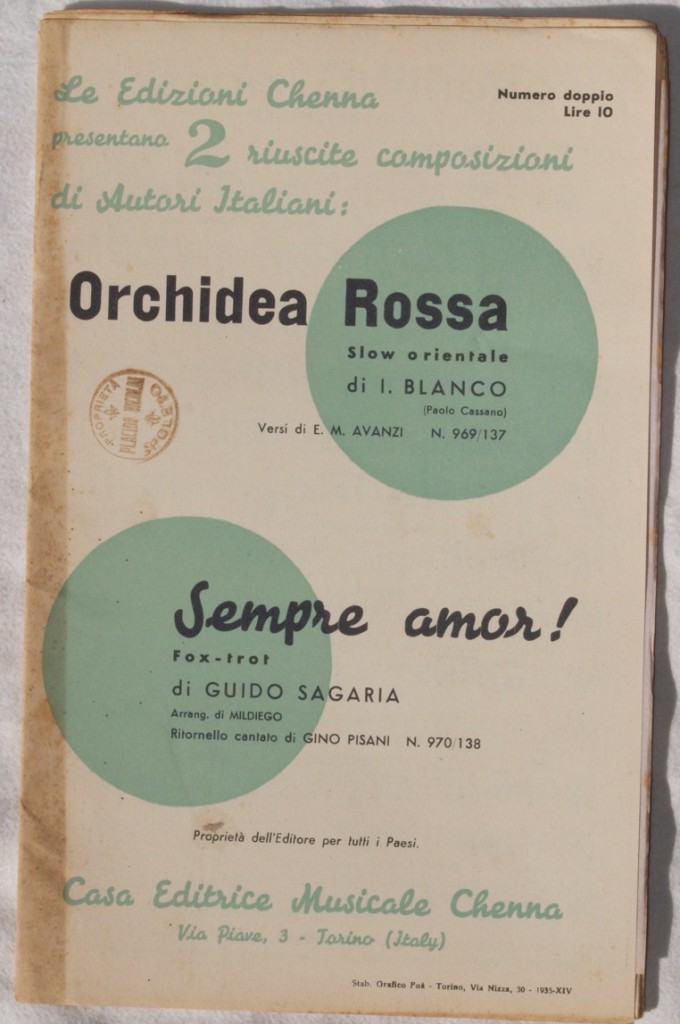 Le Edizioni Chenna
Numero doppio
Lire 10
presentano 2 riuscite composizioni
di Autori Italiani:
Orchidea Rossa
Slow orientale
di I. BLANCO
(Paolo Cassano)
Versi di E. M. AVANZI N. 969/137
PROPRIETÀ
PLACIDO
Sempre amor!
Fox-trot
di GUIDO SAGARIA
Arrang. di MILDIEGO
Ritornello cantato di GINO PISANI N. 970/138
Proprietà dell'Editore per tutti i Paesi.
Casa Editrice Musicale Chenna
Via Piave, 3 - Torino (Italy)
Stab. Grafico Foà - Torino, Via Nizza, 30 - 1935-XIV